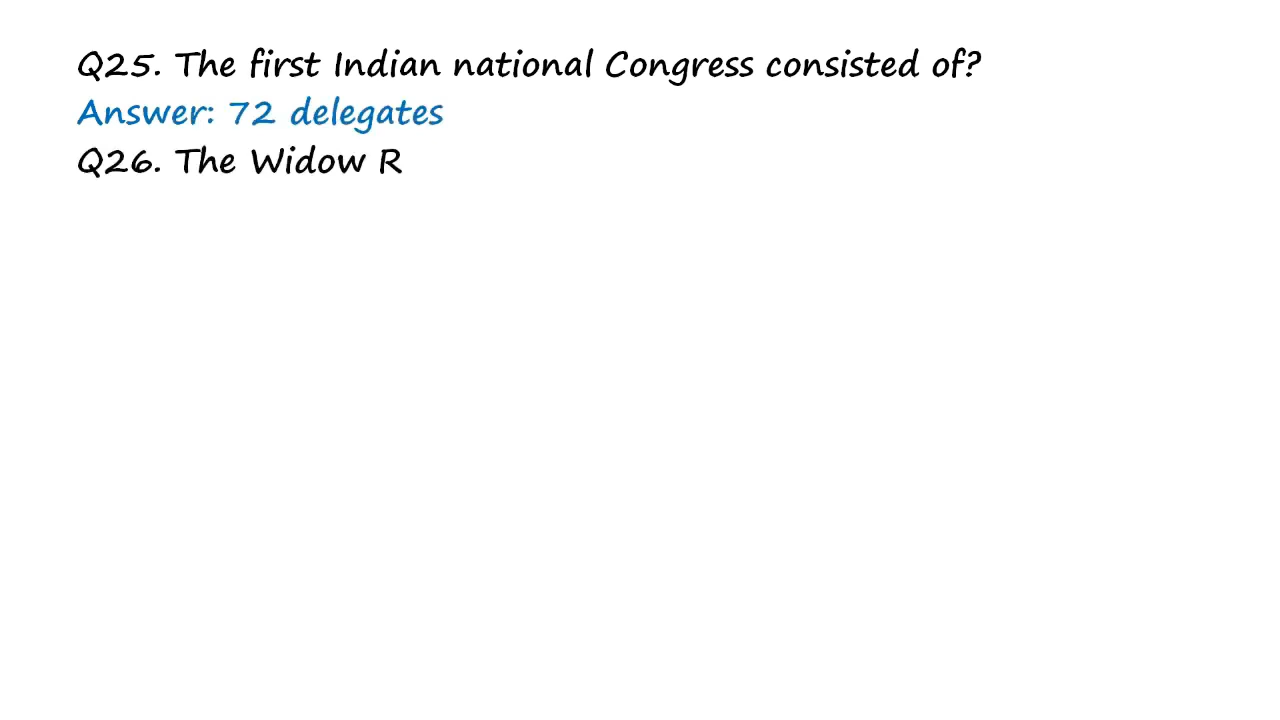 Q25. The first Indian national Congress consisted of?
Answer: 72 delegates
Q26. The Widow R